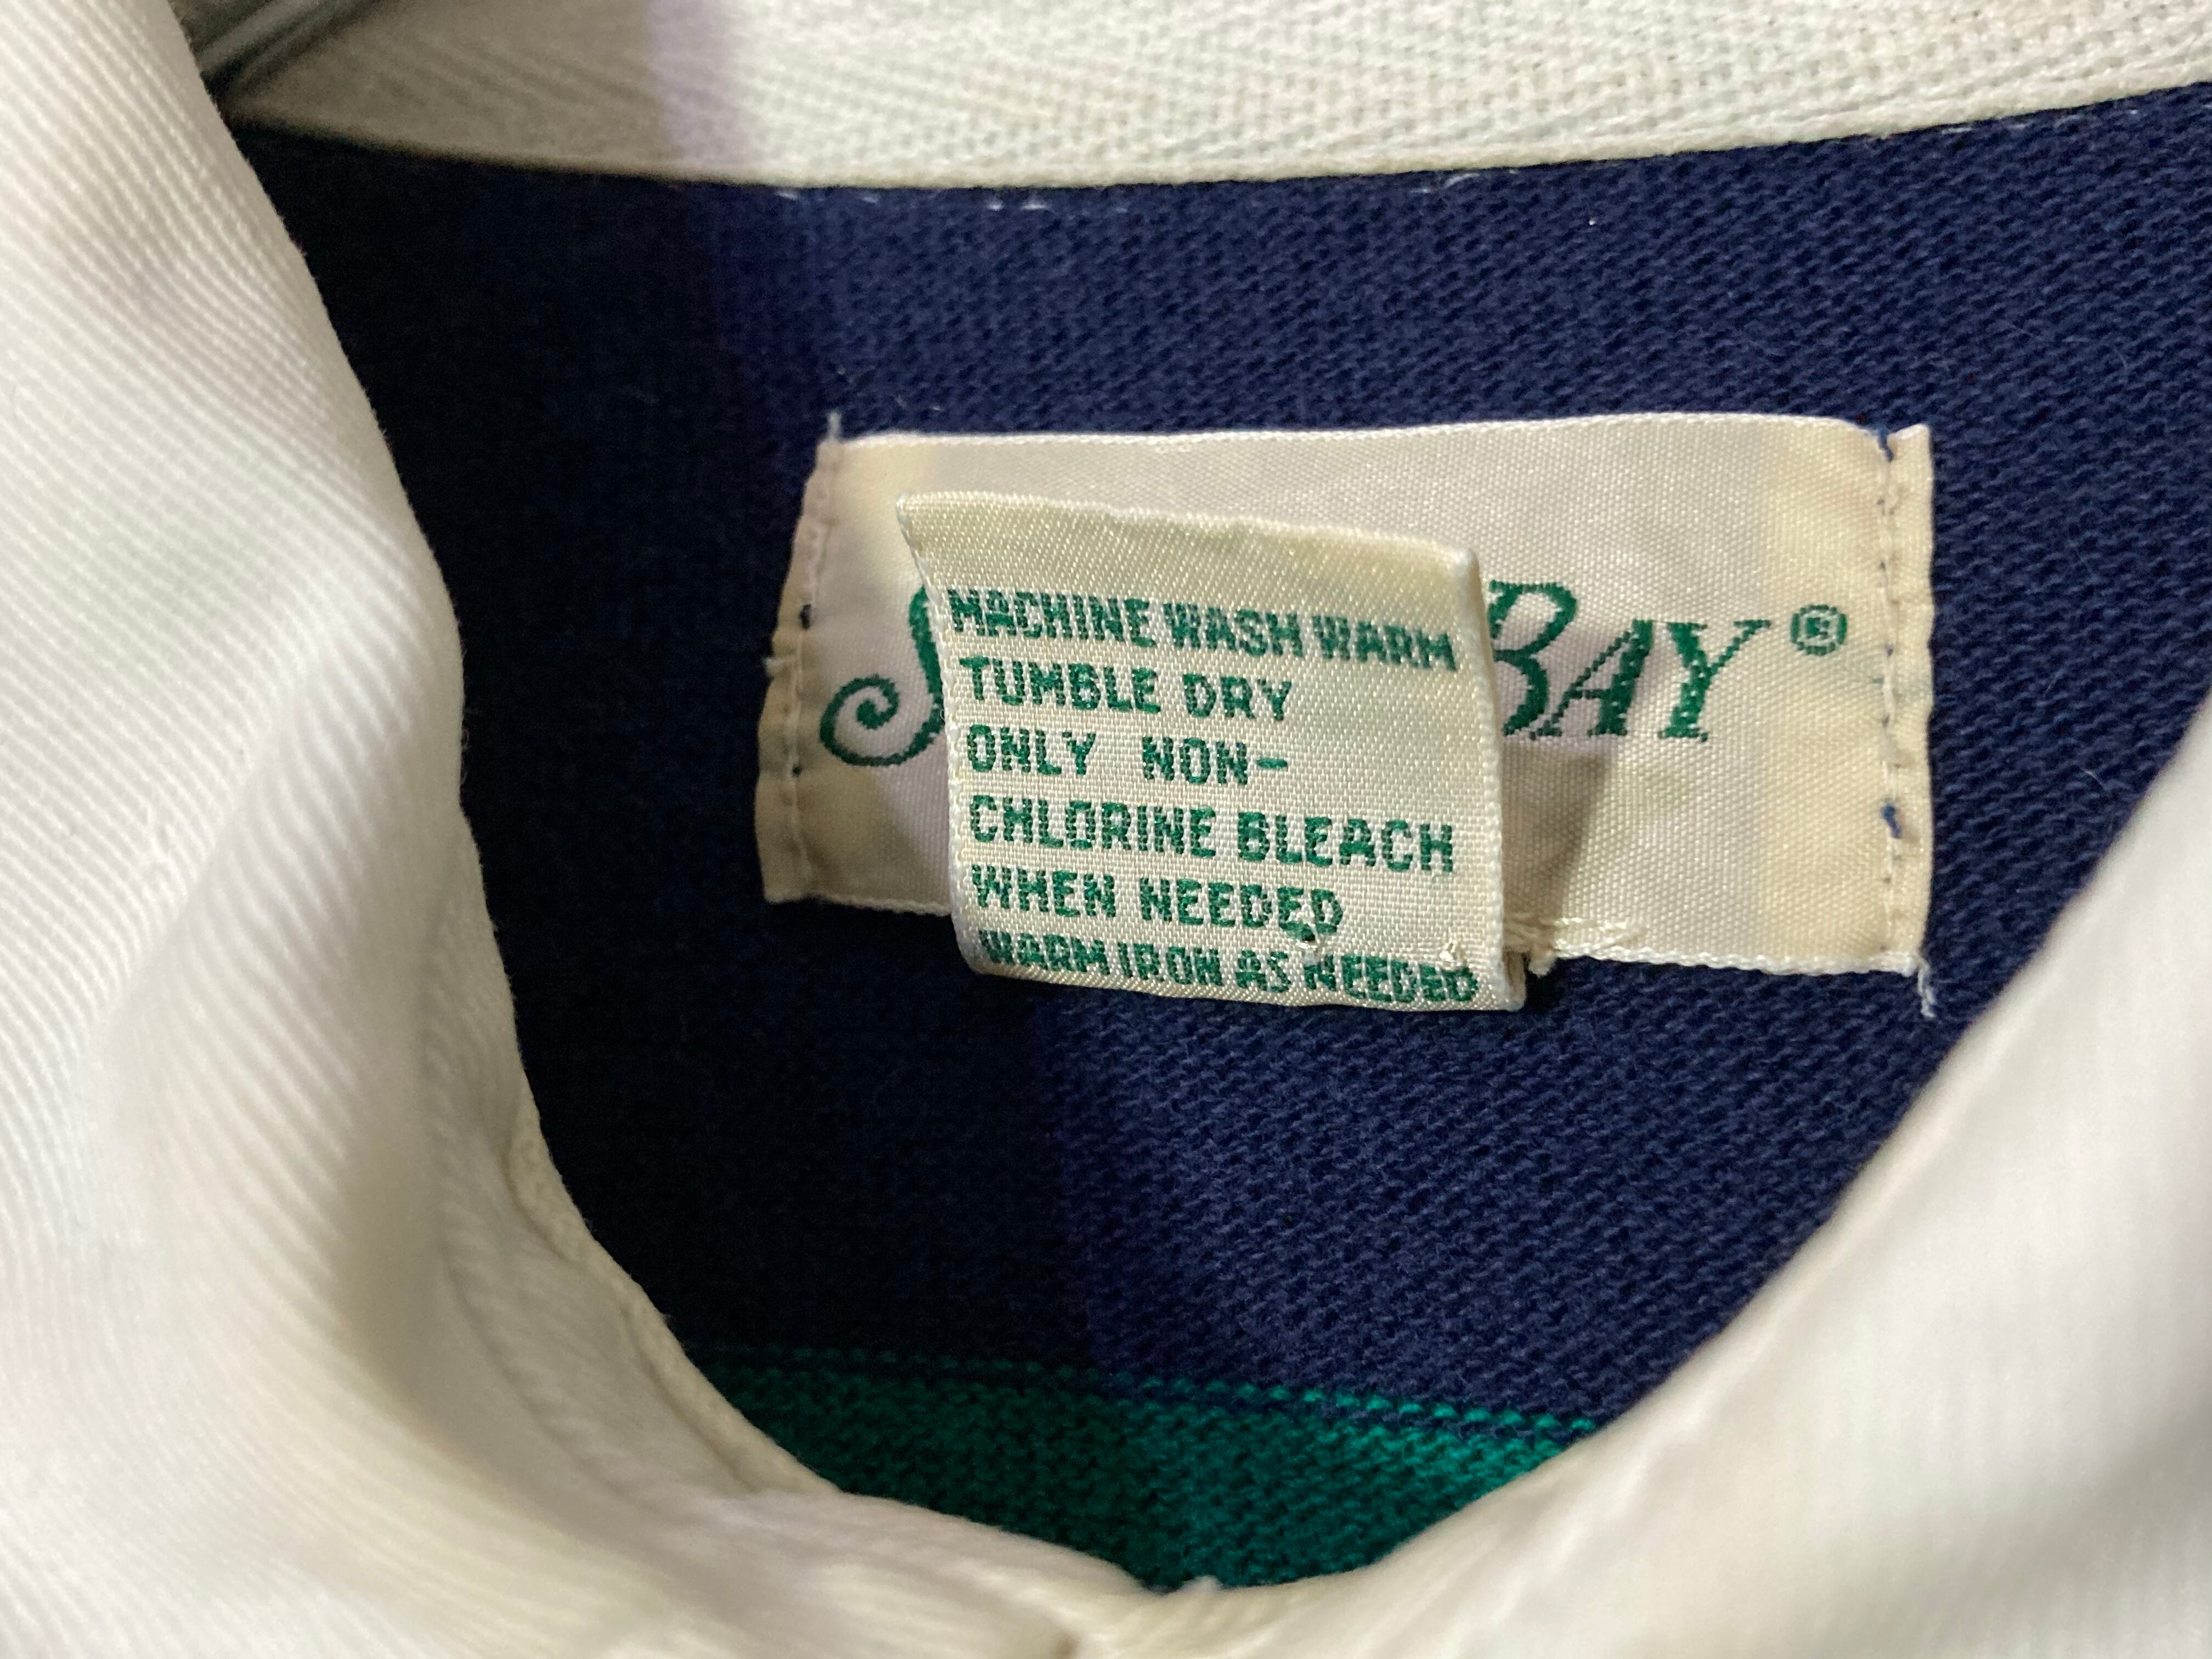 S BAY®
MACHINE WASH WARM
TUMBLE DRY
ONLY NON-
CHLORINE BLEACH
WHEN NEEDED
WARM IRON AS NEEDED